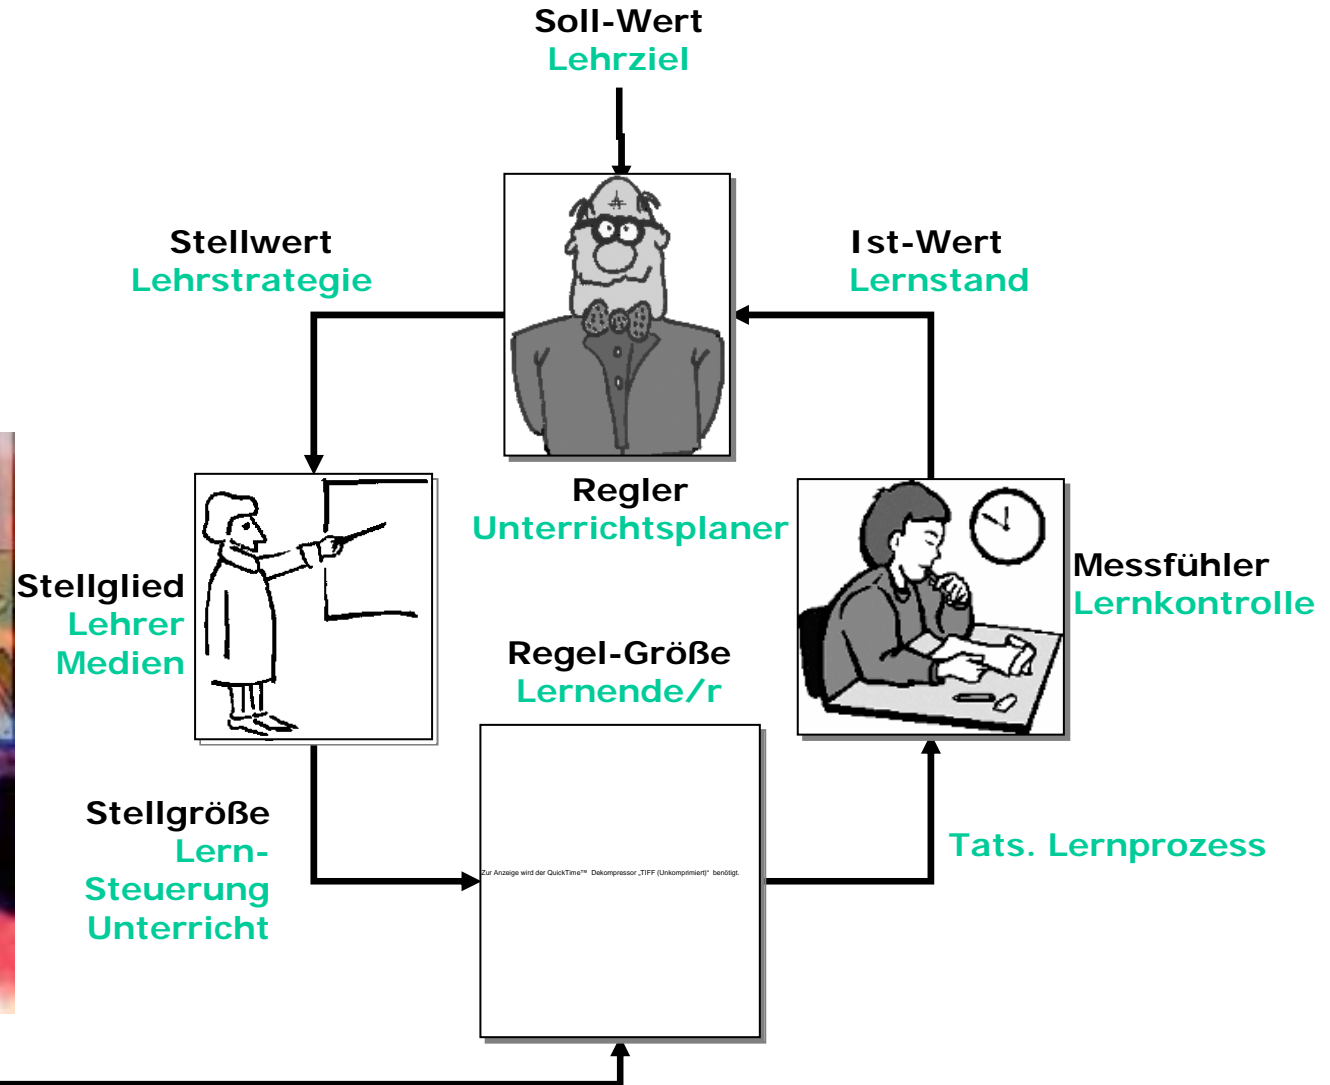 Soll-Wert
Lehrziel
Stellwert
Lehrstrategie
Ist-Wert
Lernstand
Regler
Unterrichtsplaner
Stellglied
Lehrer
Medien
Messfühler
Lernkontrolle
Regel-Größe
Lernende/r
Stellgröße
Lern-
Steuerung
Unterricht
Zur Anzeige wird der QuickTime™ Dekompressor „TIFF (Unkomprimiert)“ benötigt.
Tats. Lernprozess